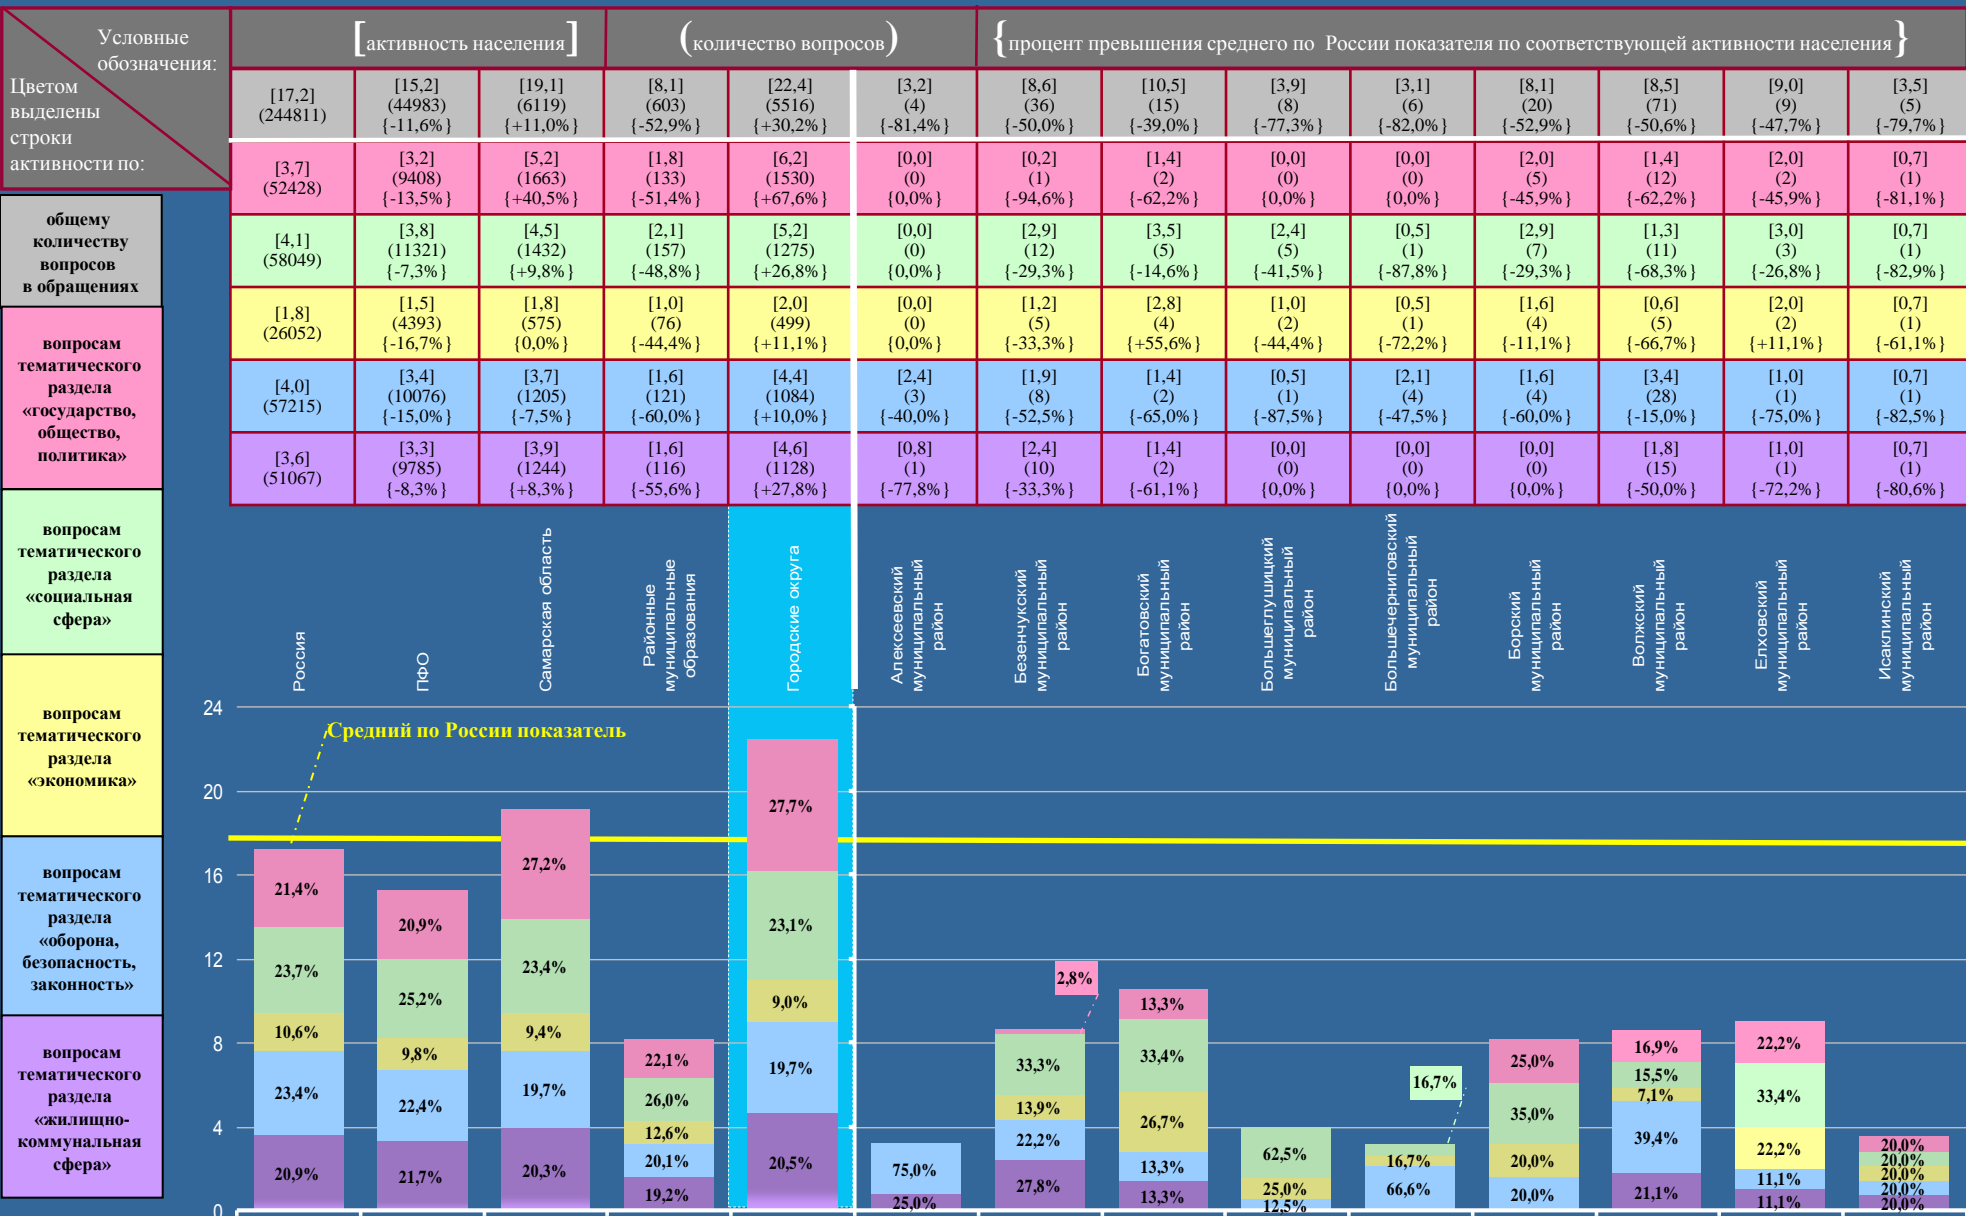 Условные
обозначения:
Цветом
выделены
строки
активности по:
[активность населения]
(количество вопросов)
{процент превышения среднего по России показателя по соответствующей активности населения}
[17,2] [15,2] [19,1] [8,1] [22,4] [3,2] [8,6] [10,5] [3,9] [3,1] [8,1] [8,5] [9,0] [3,5]
(244811) (44983) (6119) (603) (5516) (4) (36) (15) (8) (6) (20) (71) (9) (5)
{-11,6%} {+11,0%} {-52,9%} {+30,2%} {-81,4%} {-50,0%} {-39,0%} {-77,3%} {-82,0%} {-52,9%} {-50,6%} {-47,7%} {-79,7%}
[3,7] [3,2] [5,2] [1,8] [6,2] [0,0] [0,2] [1,4] [0,0] [0,0] [2,0] [1,4] [2,0] [0,7]
(52428) (9408) (1663) (133) (1530) (0) (1) (2) (0) (0) (5) (12) (2) (1)
{-13,5%} {+40,5%} {-51,4%} {+67,6%} {0,0%} {-94,6%} {-62,2%} {0,0%} {0,0%} {-45,9%} {-62,2%} {-45,9%} {-81,1%}
[4,1] [3,8] [4,5] [2,1] [5,2] [0,0] [2,9] [3,5] [2,4] [0,5] [2,9] [1,3] [3,0] [0,7]
(58049) (11321) (1432) (157) (1275) (0) (12) (5) (5) (1) (7) (11) (3) (1)
{-7,3%} {+9,8%} {-48,8%} {+26,8%} {0,0%} {-29,3%} {-14,6%} {-41,5%} {-87,8%} {-29,3%} {-68,3%} {-26,8%} {-82,9%}
[1,8] [1,5] [1,8] [1,0] [2,0] [0,0] [1,2] [2,8] [1,0] [0,5] [1,6] [0,6] [2,0] [0,7]
(26052) (4393) (575) (76) (499) (0) (5) (4) (2) (1) (4) (5) (2) (1)
{-16,7%} {0,0%} {-44,4%} {+11,1%} {0,0%} {-33,3%} {+55,6%} {-44,4%} {-72,2%} {-11,1%} {-66,7%} {+11,1%} {-61,1%}
[4,0] [3,4] [3,7] [1,6] [4,4] [2,4] [1,9] [1,4] [0,5] [2,1] [1,6] [3,4] [1,0] [0,7]
(57215) (10076) (1205) (121) (1084) (3) (8) (2) (1) (4) (4) (28) (1) (1)
{-15,0%} {-7,5%} {-60,0%} {+10,0%} {-40,0%} {-52,5%} {-65,0%} {-87,5%} {-47,5%} {-60,0%} {-15,0%} {-75,0%} {-82,5%}
[3,6] [3,3] [3,9] [1,6] [4,6] [0,8] [2,4] [1,4] [0,0] [0,0] [0,0] [1,8] [1,0] [0,7]
(51067) (9785) (1244) (116) (1128) (1) (10) (2) (0) (0) (0) (15) (1) (1)
{-8,3%} {+8,3%} {-55,6%} {+27,8%} {-77,8%} {-33,3%} {-61,1%} {0,0%} {0,0%} {0,0%} {-50,0%} {-72,2%} {-80,6%}
общему
количеству
вопросов
в обращениях
вопросам
тематического
раздела
«государство,
общество,
политика»
вопросам
тематического
раздела
«социальная
сфера»
вопросам
тематического
раздела
«экономика»
вопросам
тематического
раздела
«оборона,
безопасность,
законность»
вопросам
тематического
раздела
«жилищно-
коммунальная
сфера»
Россия
ПФО
Самарская область
Районные
муниципальные
образования
Городские округа
Алексеевский
муниципальный
район
Безенчукский
муниципальный
район
Богатовский
муниципальный
район
Большеглушицкий
муниципальный
район
Большечерниговский
муниципальный
район
Борский
муниципальный
район
Волжский
муниципальный
район
Елховский
муниципальный
район
Исаклинский
муниципальный
район
Средний по России показатель
24
20
16
12
8
4
0
21,4%
23,7%
10,6%
23,4%
20,9%
20,9%
25,2%
9,8%
22,4%
21,7%
27,2%
23,4%
9,4%
19,7%
20,3%
22,1%
26,0%
12,6%
20,1%
19,2%
27,7%
23,1%
9,0%
19,7%
20,5%
75,0%
25,0%
2,8%
33,3%
13,9%
22,2%
27,8%
13,3%
33,4%
26,7%
13,3%
13,3%
62,5%
25,0%
12,5%
16,7%
16,7%
66,6%
25,0%
35,0%
20,0%
20,0%
16,9%
15,5%
7,1%
39,4%
21,1%
22,2%
33,4%
22,2%
11,1%
11,1%
20,0%
20,0%
20,0%
20,0%
20,0%